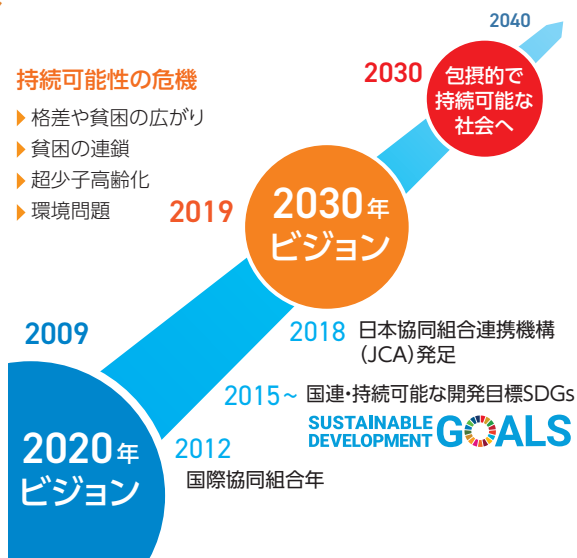 2040
持続可能性の危機
格差や貧困の広がり
貧困の連鎖
超少子高齢化
環境問題
2030
包摂的で
持続可能な
社会へ
2019
2030年
ビジョン
2009
2020年
ビジョン
2018 日本協同組合連携機構
(JCA)発足
2015~ 国連・持続可能な開発目標SDGs
SUSTAINABLE
DEVELOPMENT GOALS
2012
国際協同組合年